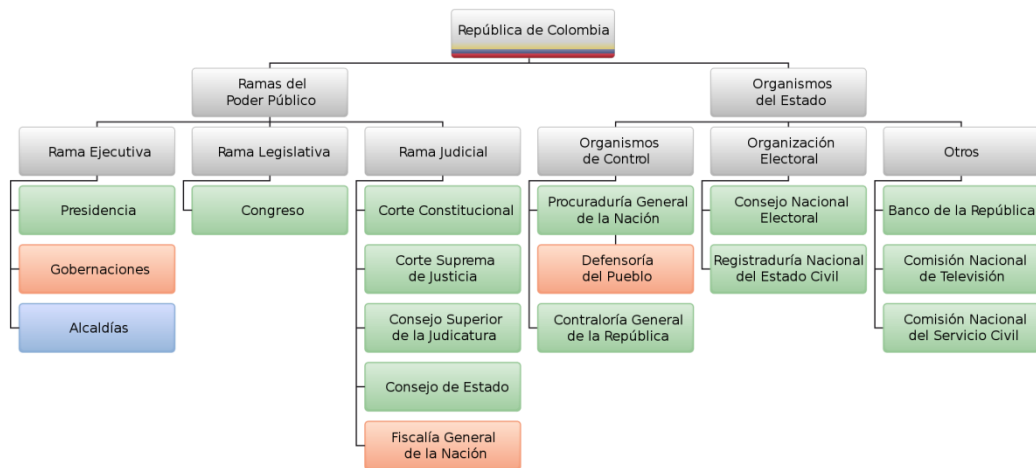 República de Colombia
Ramas del
Poder Público
Organismos
del Estado
Rama Ejecutiva
Rama Legislativa
Rama Judicial
Organismos
de Control
Organización
Electoral
Otros
Presidencia
Gobernaciones
Alcaldías
Congreso
Corte Constitucional
Corte Suprema
de Justicia
Consejo Superior
de la Judicatura
Consejo de Estado
Fiscalía General
de la Nación
Procuraduría General
de la Nación
Defensoría
del Pueblo
Contraloría General
de la República
Consejo Nacional
Electoral
Registraduría Nacional
del Estado Civil
Banco de la República
Comisión Nacional
de Televisión
Comisión Nacional
del Servicio Civil